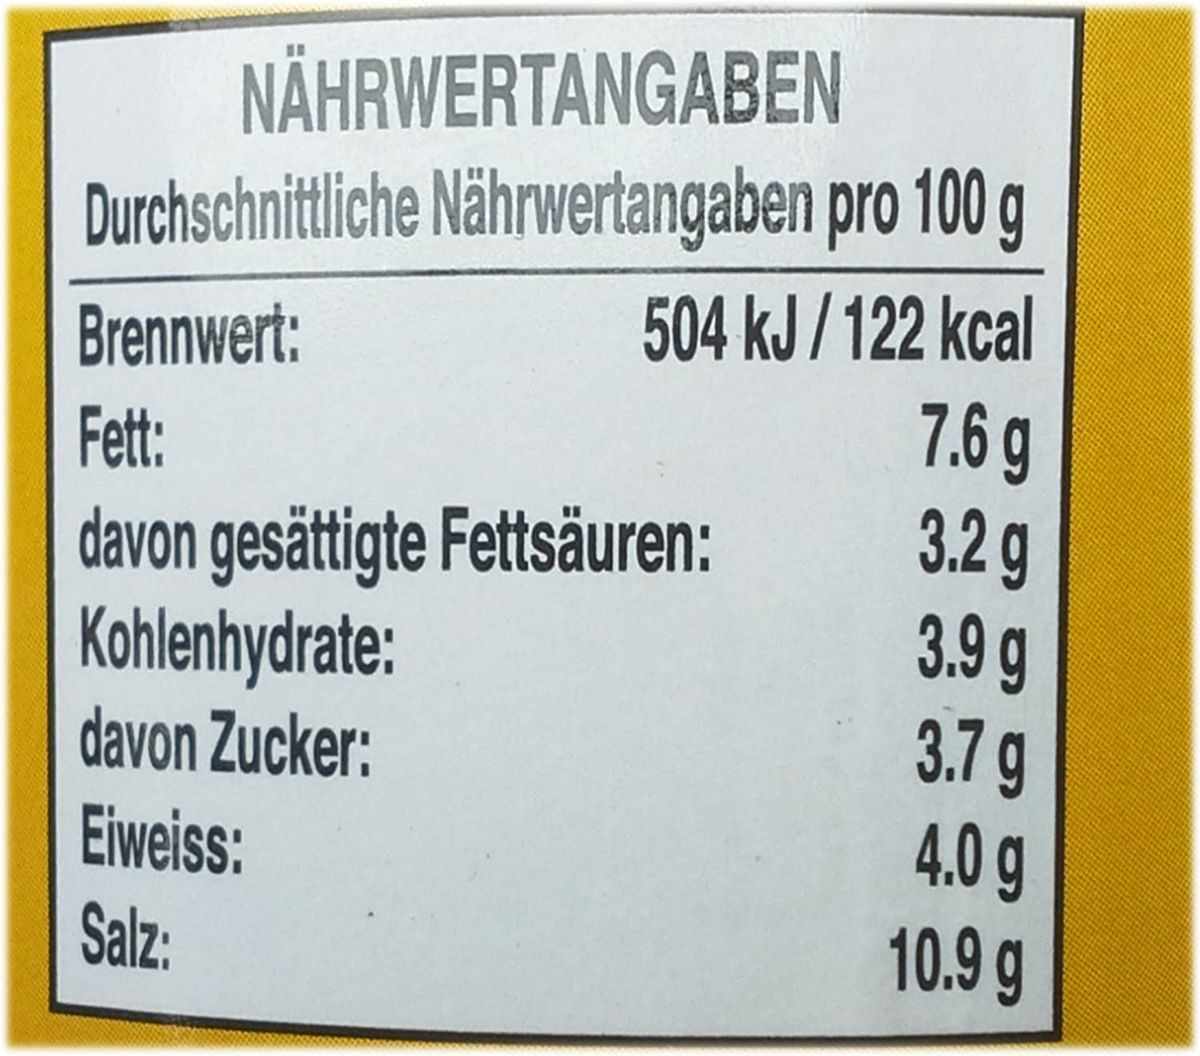 NÄHRWERTANGABEN
Durchschnittliche Nährwertangaben pro 100 g
Brennwert: 504 kJ / 122 kcal
Fett: 7.6 g
davon gesättigte Fettsäuren: 3.2 g
Kohlenhydrate: 3.9 g
davon Zucker: 3.7 g
Eiweiss: 4.0 g
Salz: 10.9 g